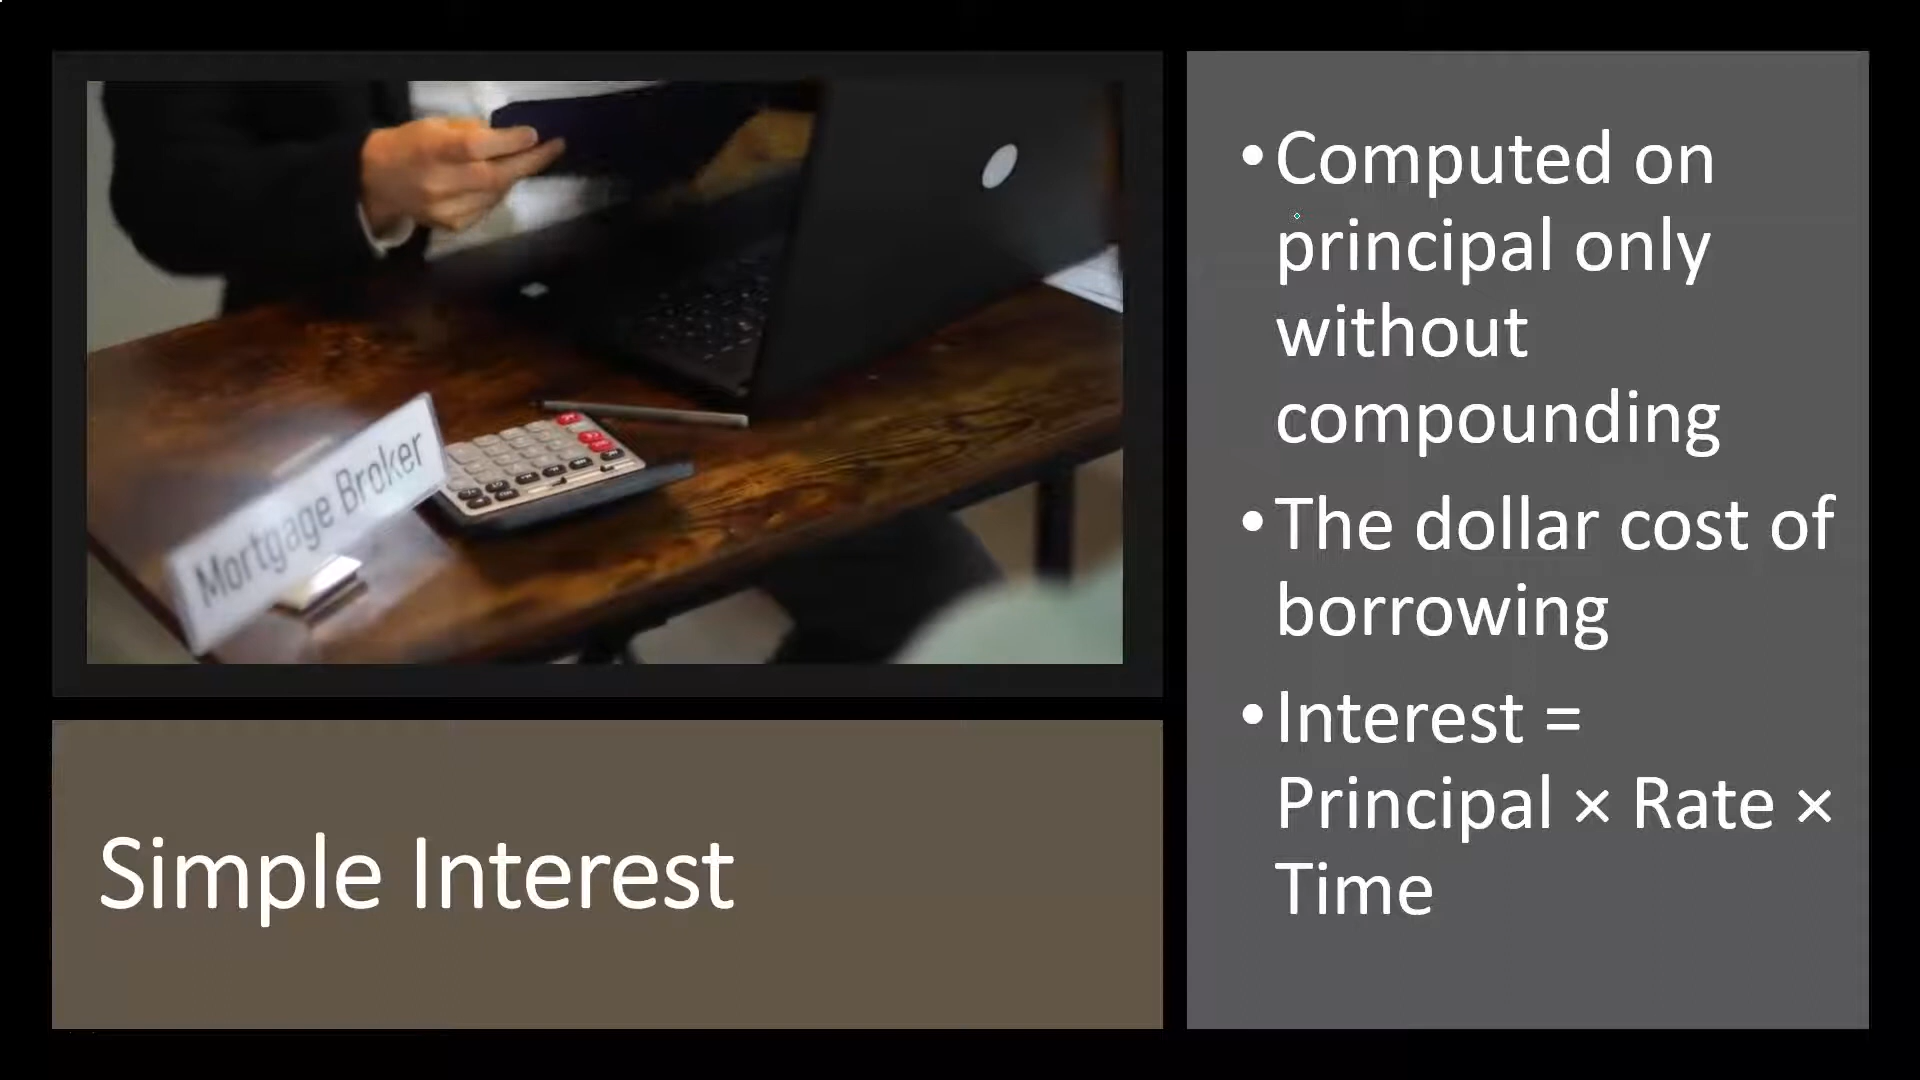 Mortgage Broker
Simple Interest
• Computed on
principal only
without
compounding
• The dollar cost of
borrowing
• Interest =
Principal × Rate ×
Time